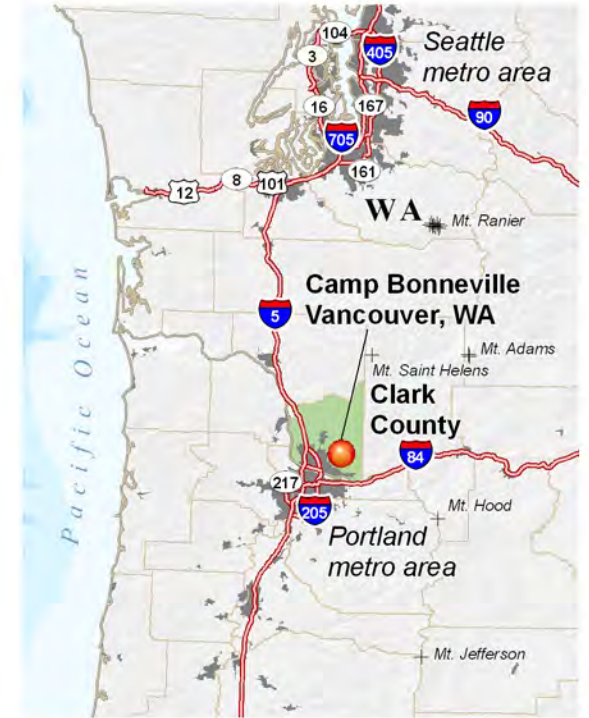 104
405
3
Seattle
metro area
16
167
90
705
161
12
8
101
WA
Mt. Ranier
Pacific Ocean
Camp Bonneville
Vancouver, WA
5
Mt. Adams
Mt. Saint Helens
Clark
County
84
217
205
Mt. Hood
Portland
metro area
Mt. Jefferson